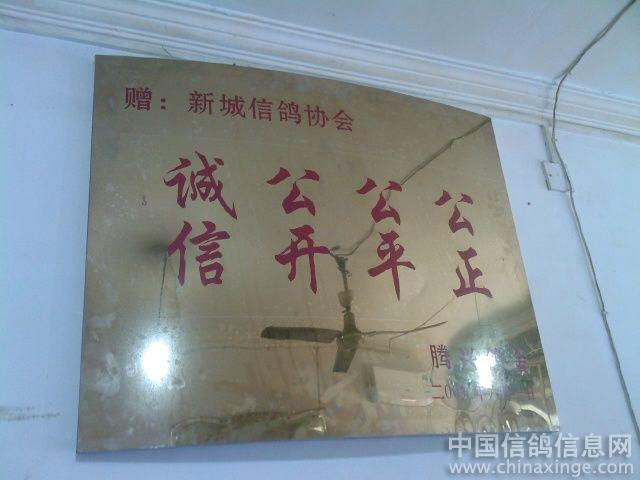 赠：新城信鸽协会
诚信 公开 公平 公正
腾
中国信鸽信息网
www.chinaxinge.com